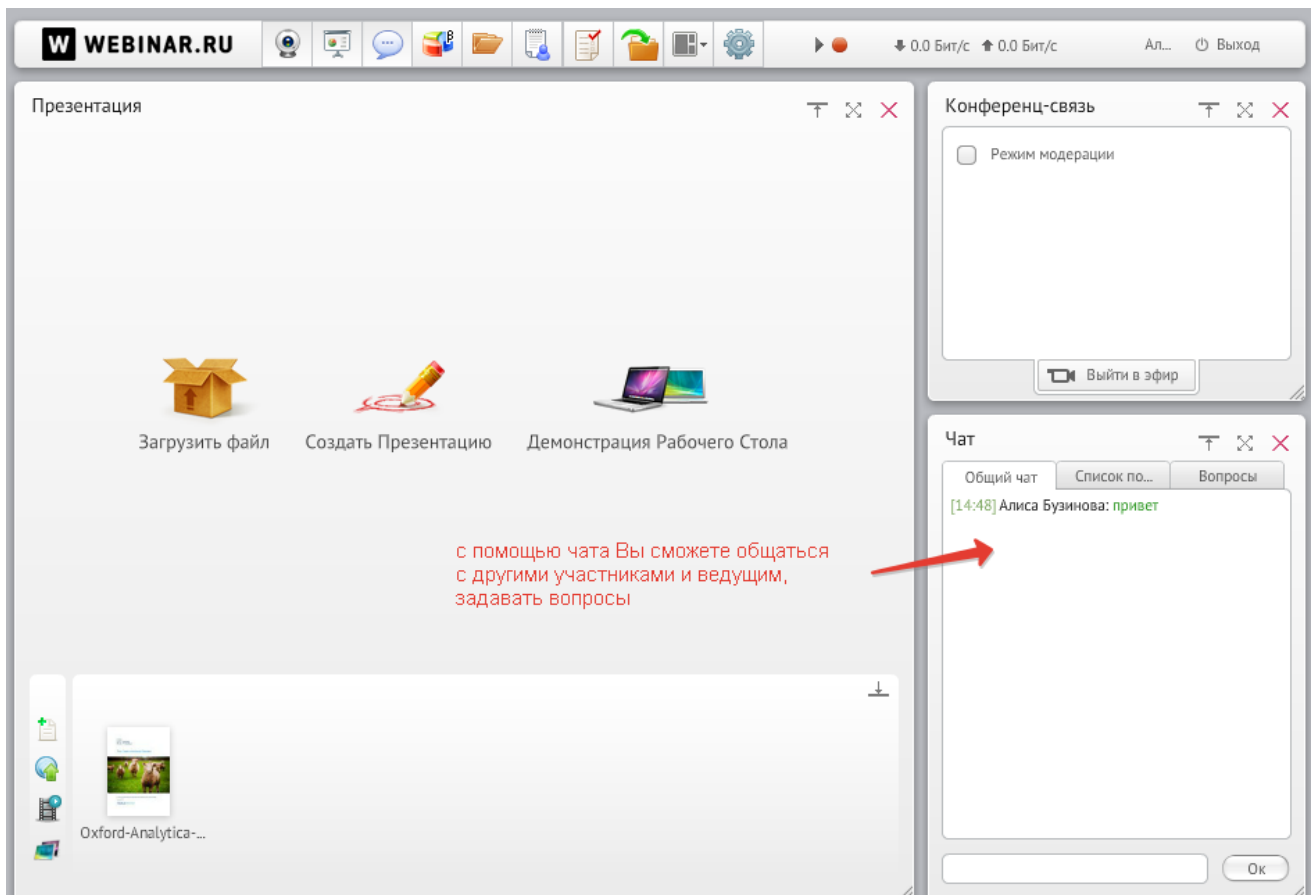 W WEBINAR.RU
β
0.0 Бит/с 0.0 Бит/с
Ал...
Выход
Презентация
Загрузить файл
Создать Презентацию
Демонстрация Рабочего Стола
с помощью чата Вы сможете общаться
с другими участниками и ведущим,
задавать вопросы
Oxford-Analytica-...
Конференц-связь
Режим модерации
Выйти в эфир
Чат
Общий чат
Список по...
Вопросы
[14:48] Алиса Бузинова: привет
Ок